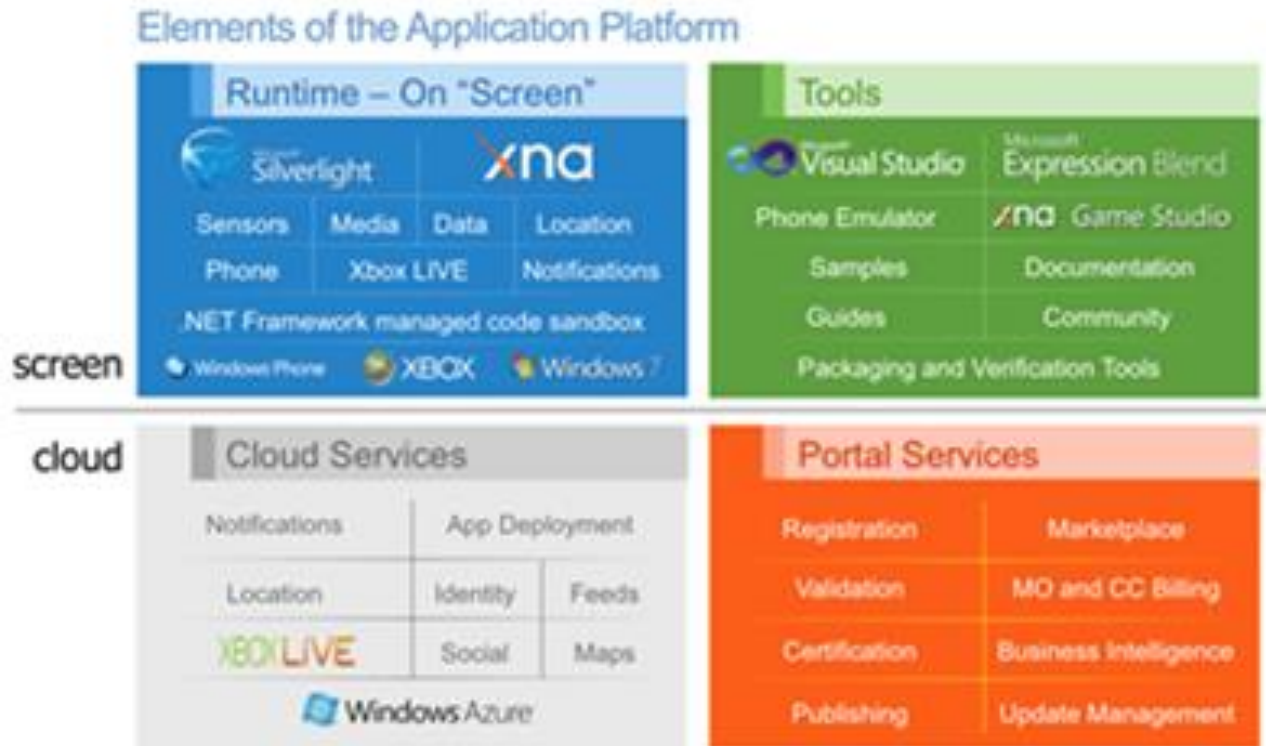 Elements of the Application Platform
Runtime – On "Screen"
Microsoft
Silverlight
xna
Sensors Media Data Location
Phone Xbox LIVE Notifications
.NET Framework managed code sandbox
Windows Phone XBOX Windows 7
Tools
Microsoft
Visual Studio
Microsoft
Expression Blend
Phone Emulator xna Game Studio
Samples Documentation
Guides Community
Packaging and Verification Tools
screen
cloud
Cloud Services
Notifications App Deployment
Location Identity Feeds
XBOX LIVE Social Maps
Windows Azure
Portal Services
Registration Marketplace
Validation MO and CC Billing
Certification Business Intelligence
Publishing Update Management